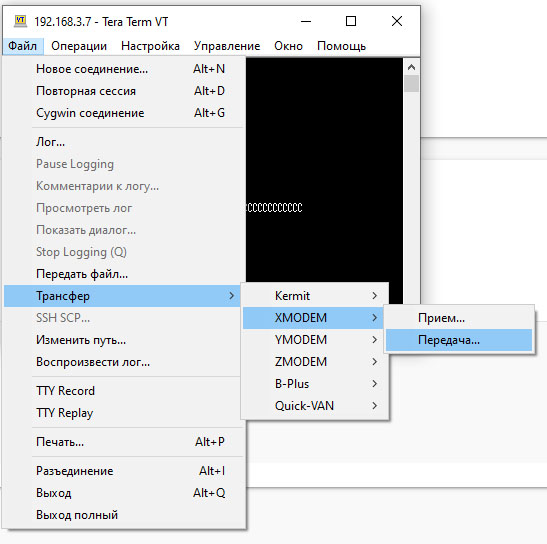 192.168.3.7 - Tera Term VT
Файл Операции Настройка Управление Окно Помощь
Новое соединение... Alt+N
Повторная сессия Alt+D
Cygwin соединение Alt+G
Лог...
Pause Logging
Комментарии к логу...
Просмотреть лог
Показать диалог...
Stop Logging (Q)
Передать файл...
Трансфер
SSH SCP...
Изменить путь...
Воспроизвести лог...
TTY Record
TTY Replay
Печать... Alt+P
Разъединение Alt+I
Выход Alt+Q
Выход полный
Kermit
XMODEM
YMODEM
ZMODEM
B-Plus
Quick-VAN
Прием...
Передача...